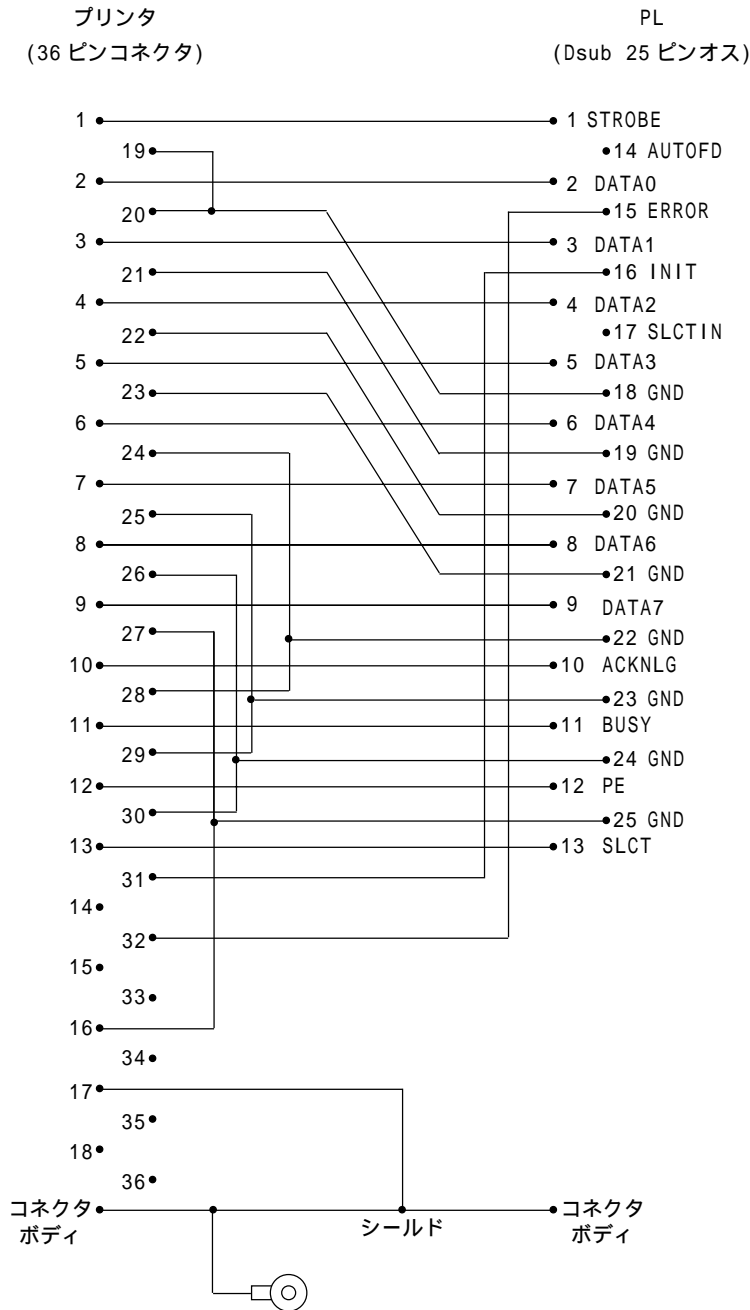 プリンタ PL
(36 ピンコネクタ) (Dsub 25 ピンオス)
1 1 STROBE
19 14 AUTOFD
2 2 DATA0
20 15 ERROR
3 3 DATA1
21 16 INIT
4 4 DATA2
22 17 SLCTIN
5 5 DATA3
23 18 GND
6 6 DATA4
24 19 GND
7 7 DATA5
25 20 GND
8 8 DATA6
26 21 GND
9 9 DATA7
27 22 GND
10 10 ACKNLG
28 23 GND
11 11 BUSY
29 24 GND
12 12 PE
30 25 GND
13 13 SLCT
31
14
32
15
33
16
34
17
35
18
36
コネクタ コネクタ
ボディ シールド ボディ